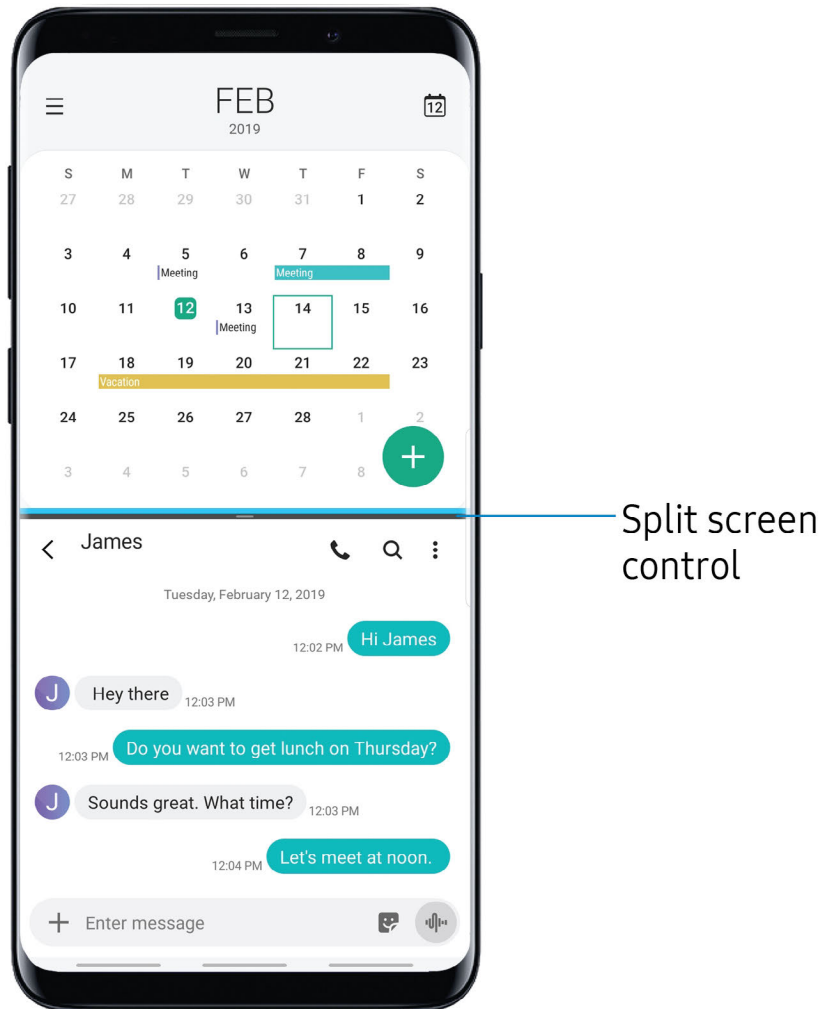 FEB
2019
12
S M T W T F S
27 28 29 30 31 1 2
3 4 5 6 7 8 9
Meeting Meeting
10 11 12 13 14 15 16
Meeting
17 18 19 20 21 22 23
Vacation
24 25 26 27 28 1 2
3 4 5 6 7 8
Split screen
control
James
Tuesday, February 12, 2019
12:02 PM Hi James
J Hey there 12:03 PM
12:03 PM Do you want to get lunch on Thursday?
J Sounds great. What time? 12:03 PM
12:04 PM Let's meet at noon.
Enter message